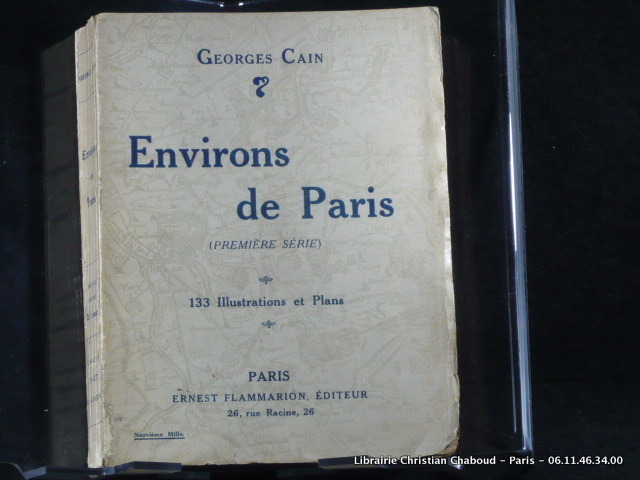 GEORGES CAIN
Environs
de Paris
(PREMIÈRE SÉRIE)
133 Illustrations et Plans
PARIS
ERNEST FLAMMARION, ÉDITEUR
26, rue Racine, 26
Neuvième Mille.
Librairie Christian Chaboud - Paris - 06.11.46.34.00